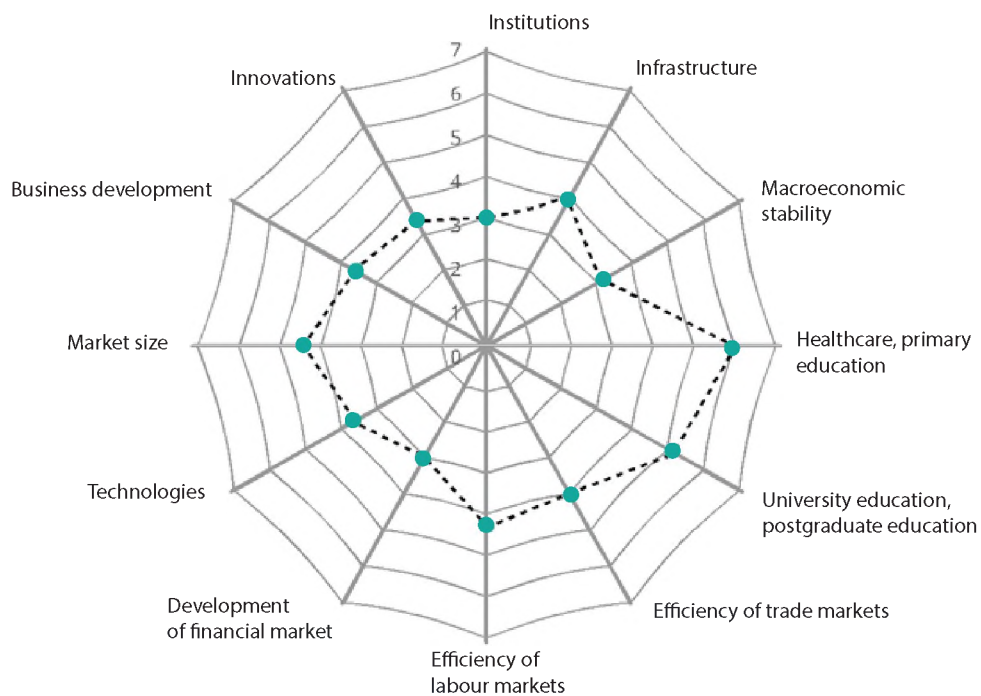 Institutions
7
Innovations
Infrastructure
6
5
Business development
4
Macroeconomic
stability
3
2
1
Market size
0
Healthcare, primary
education
Technologies
University education,
postgraduate education
Development
of financial market
Efficiency of trade markets
Efficiency of
labour markets